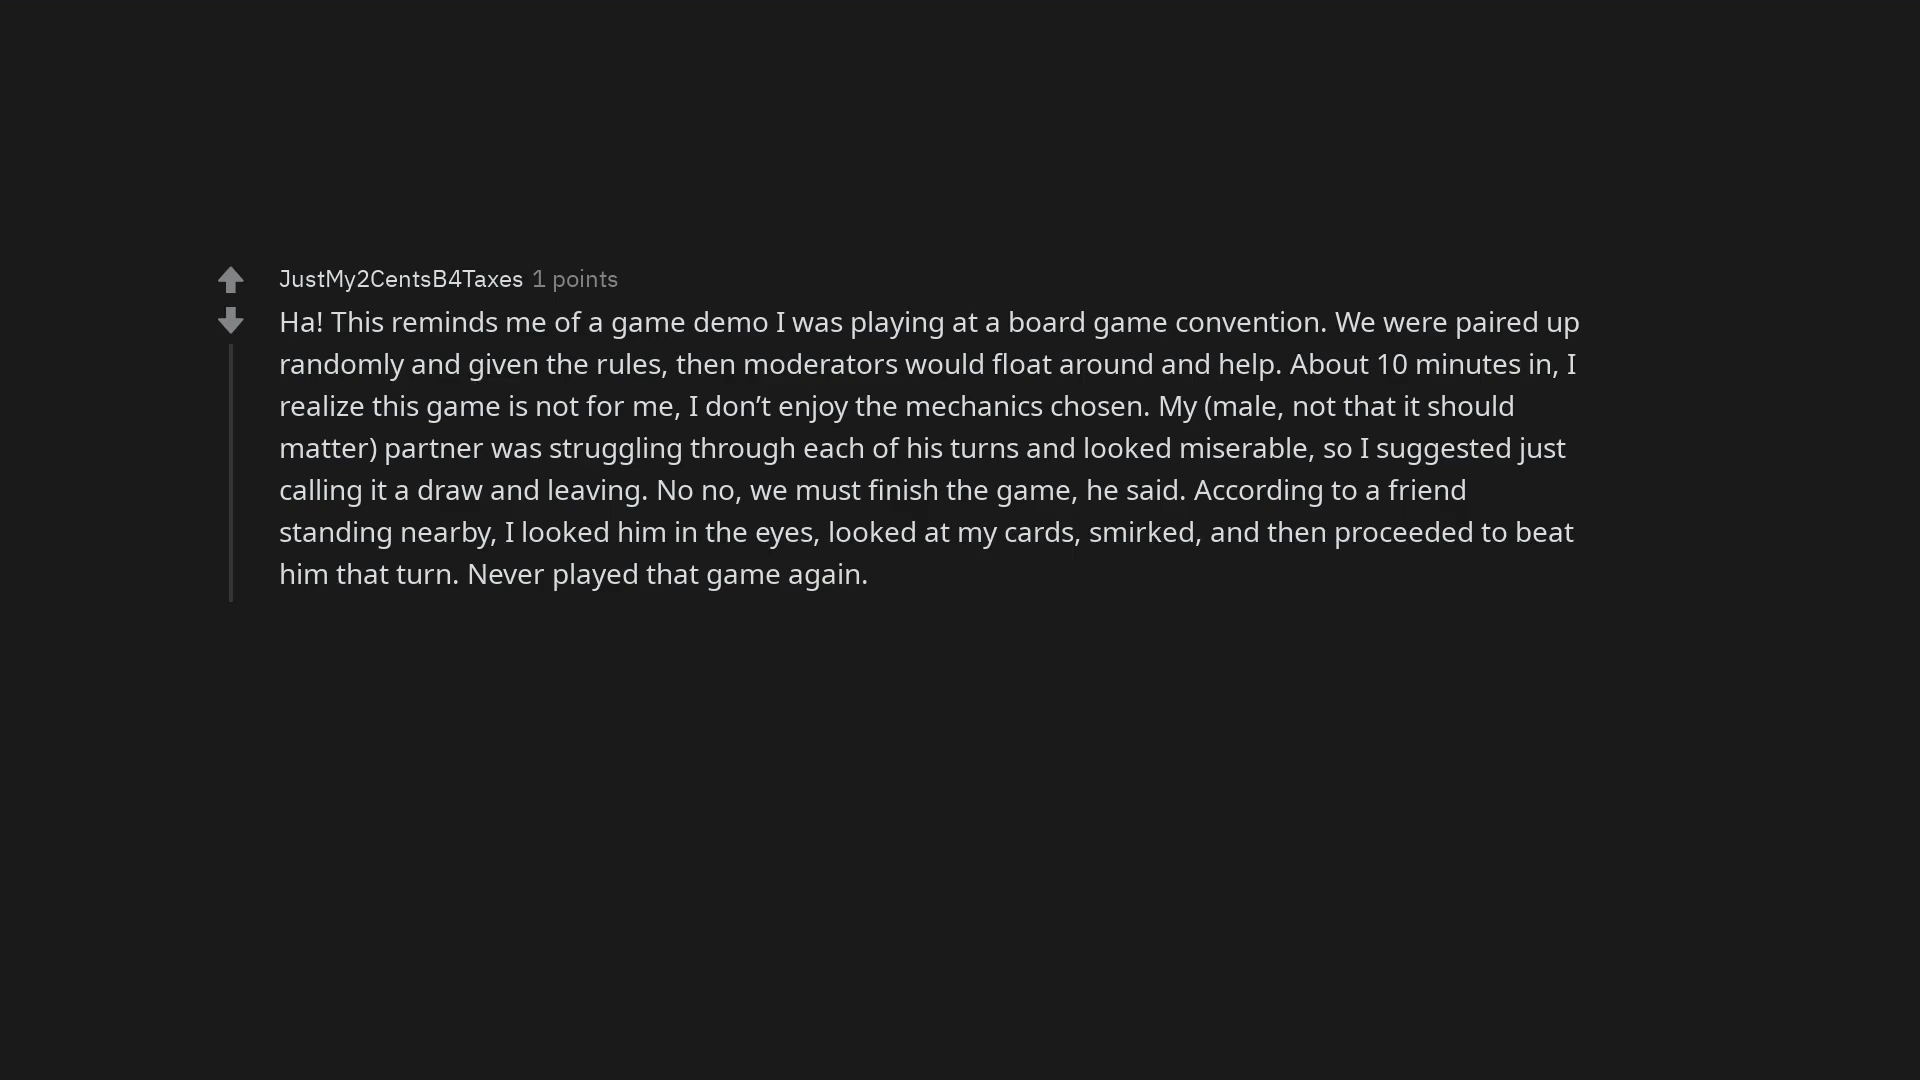 JustMy2CentsB4Taxes 1 points
Ha! This reminds me of a game demo I was playing at a board game convention. We were paired up
randomly and given the rules, then moderators would float around and help. About 10 minutes in, I
realize this game is not for me, I don’t enjoy the mechanics chosen. My (male, not that it should
matter) partner was struggling through each of his turns and looked miserable, so I suggested just
calling it a draw and leaving. No no, we must finish the game, he said. According to a friend
standing nearby, I looked him in the eyes, looked at my cards, smirked, and then proceeded to beat
him that turn. Never played that game again.